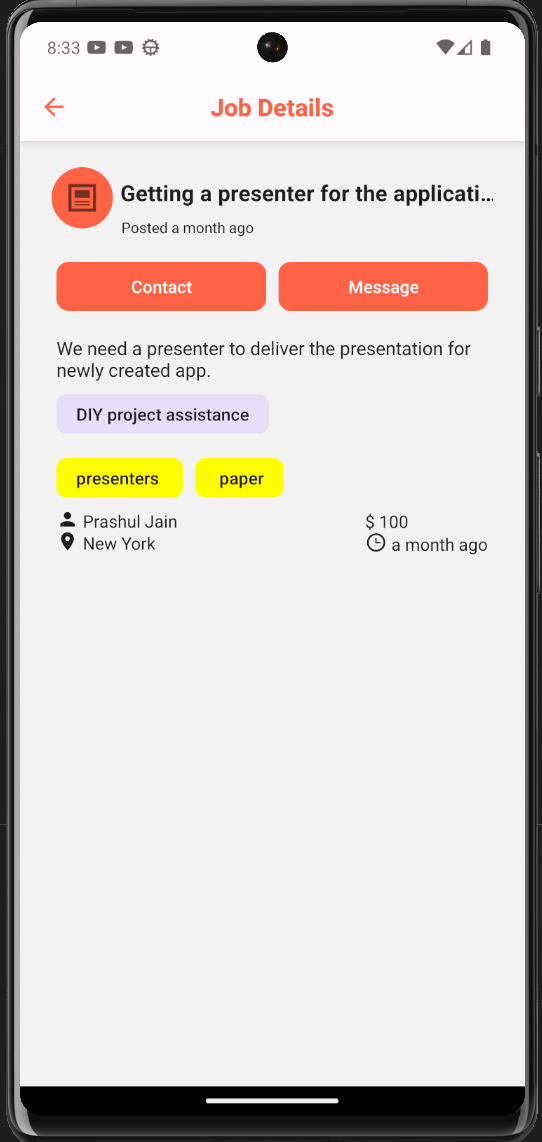 8:33
Job Details
Getting a presenter for the applicati...
Posted a month ago
Contact Message
We need a presenter to deliver the presentation for
newly created app.
DIY project assistance
presenters paper
Prashul Jain $ 100
New York a month ago